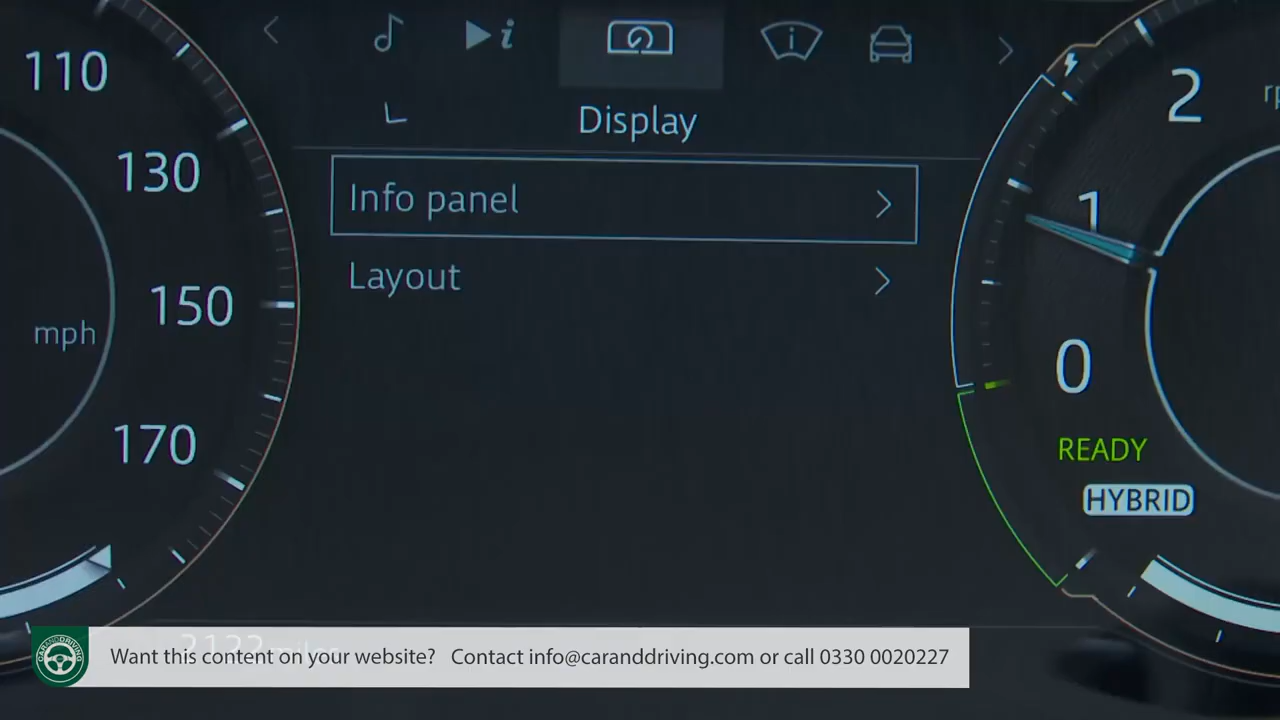 110
130
150
mph
170
Display
Info panel
Layout
2
1
0
READY
HYBRID
CARANDDRIVING
Want this content on your website? Contact info@caranddriving.com or call 0330 0020227